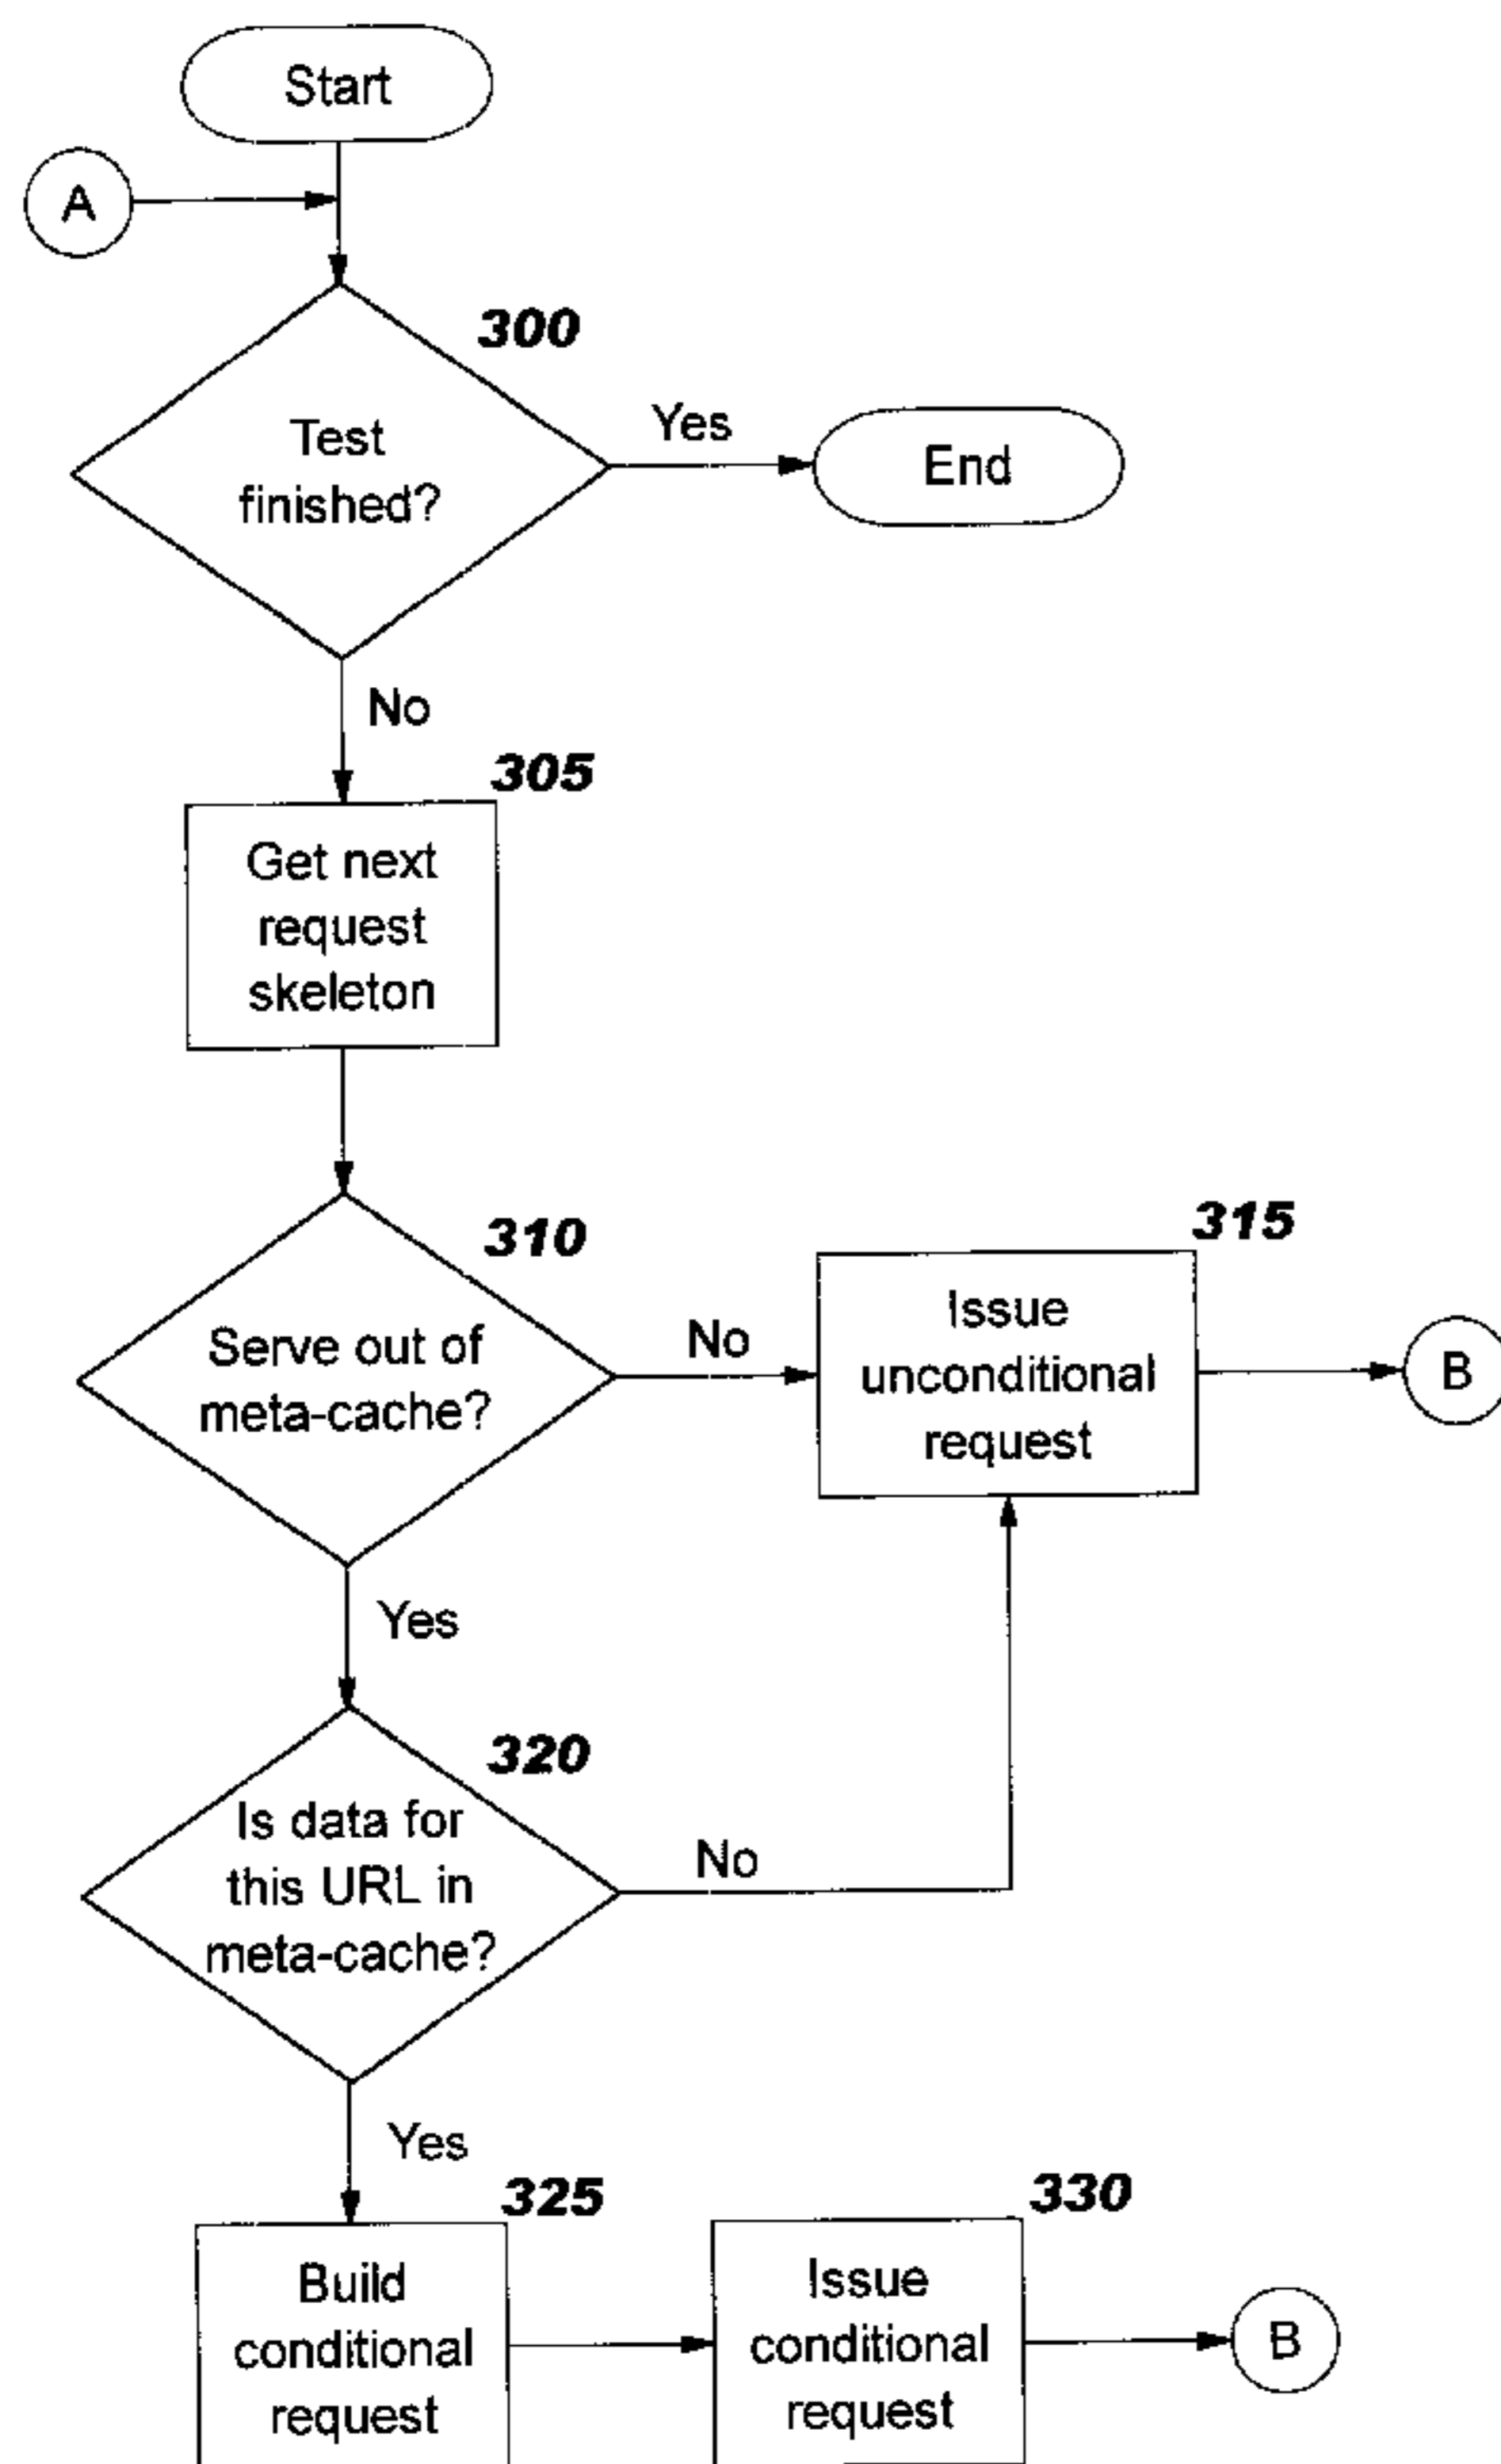 Start
A
300
Test
finished?
Yes
End
No
305
Get next
request
skeleton
310
Serve out of
meta-cache?
No
315
Issue
unconditional
request
B
Yes
320
Is data for
this URL in
meta-cache?
No
Yes
325
Build
conditional
request
330
Issue
conditional
request
B